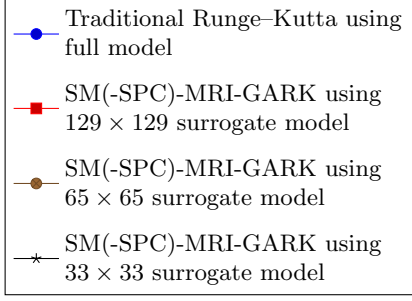 Traditional Runge–Kutta using
full model
SM(-SPC)-MRI-GARK using
129 × 129 surrogate model
SM(-SPC)-MRI-GARK using
65 × 65 surrogate model
SM(-SPC)-MRI-GARK using
33 × 33 surrogate model